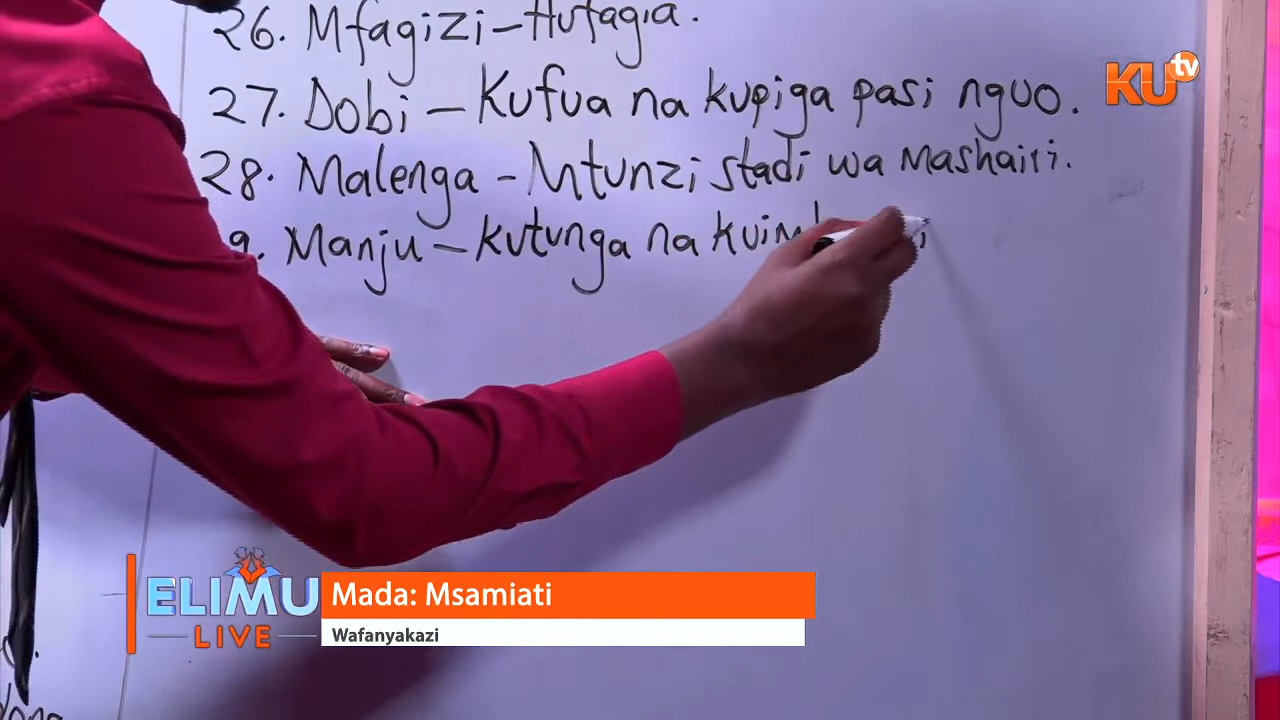 26. Mfagizi - Hufagia.
27. Dobi - Kufua na kupiga pasi nguo.
28. Malenga - Mtunzi stadi wa Mashairi.
9. Manju - kutunga na
KU tv
ELIMU
LIVE
Mada: Msamiati
Wafanyakazi